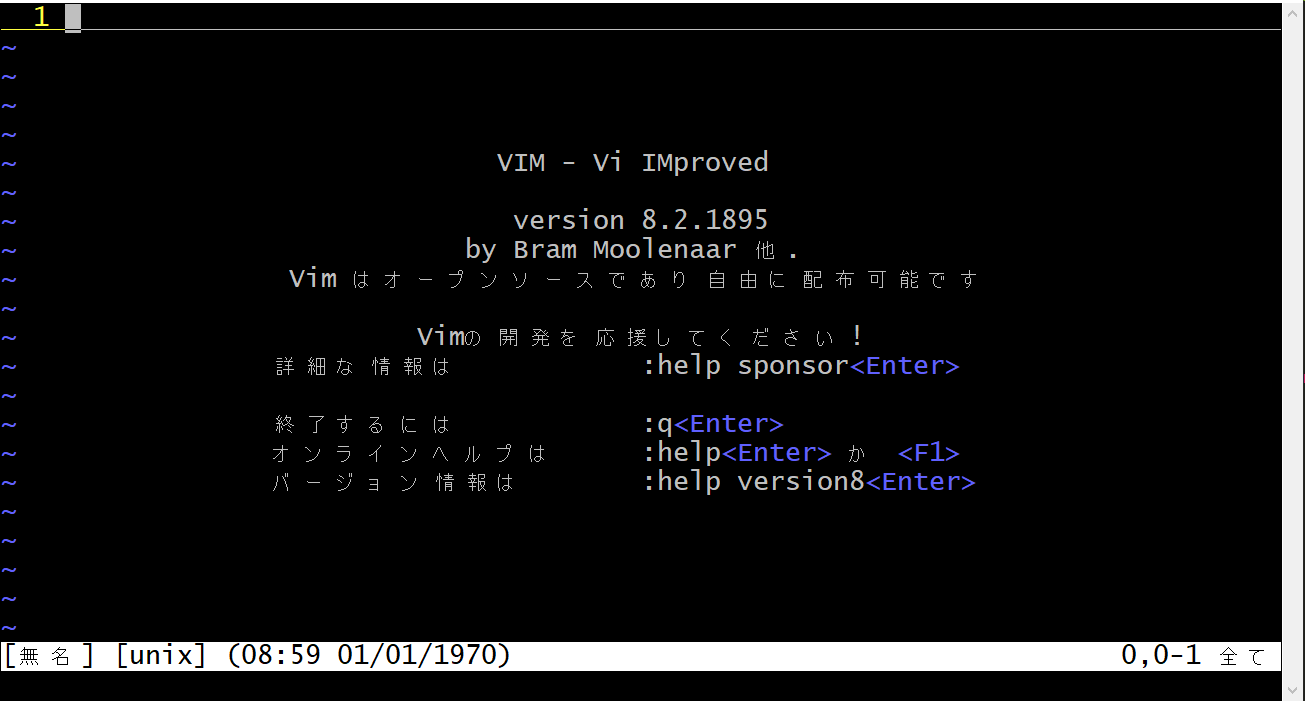 1
~
~
~
~
~ VIM - Vi IMproved
~
~ version 8.2.1895
~ by Bram Moolenaar 他.
~ Vim はオープンソースであり自由に配布可能です
~
~ Vimの開発を応援してください!
~ 詳細な情報は :help sponsor<Enter>
~
~ 終了するには :q<Enter>
~ オンラインヘルプは :help<Enter> か <F1>
~ バージョン情報は :help version8<Enter>
~
~
~
~
~
[無名] [unix] (08:59 01/01/1970) 0,0-1 全て